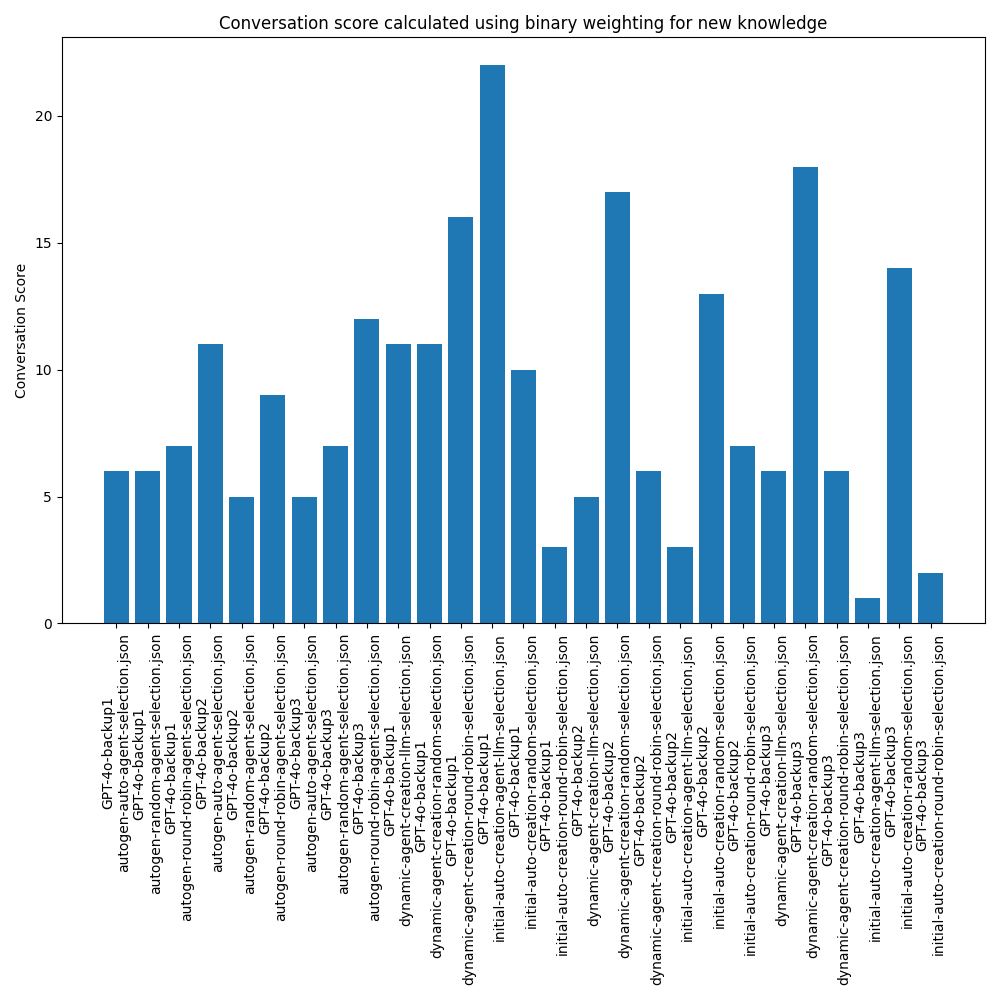 Conversation score calculated using binary weighting for new knowledge
Conversation Score
20
15
10
5
0
GPT-4o-backup1
autogen-auto-agent-selection.json
GPT-4o-backup1
autogen-random-agent-selection.json
GPT-4o-backup1
autogen-round-robin-agent-selection.json
GPT-4o-backup2
autogen-auto-agent-selection.json
GPT-4o-backup2
autogen-random-agent-selection.json
GPT-4o-backup2
autogen-round-robin-agent-selection.json
GPT-4o-backup3
autogen-auto-agent-selection.json
GPT-4o-backup3
autogen-random-agent-selection.json
GPT-4o-backup3
autogen-round-robin-agent-selection.json
GPT-4o-backup1
dynamic-agent-creation-llm-selection.json
GPT-4o-backup1
dynamic-agent-creation-random-selection.json
GPT-4o-backup1
dynamic-agent-creation-round-robin-selection.json
GPT-4o-backup1
initial-auto-creation-agent-llm-selection.json
GPT-4o-backup1
initial-auto-creation-random-selection.json
GPT-4o-backup1
initial-auto-creation-round-robin-selection.json
GPT-4o-backup2
dynamic-agent-creation-llm-selection.json
GPT-4o-backup2
dynamic-agent-creation-random-selection.json
GPT-4o-backup2
dynamic-agent-creation-round-robin-selection.json
GPT-4o-backup2
initial-auto-creation-agent-llm-selection.json
GPT-4o-backup2
initial-auto-creation-random-selection.json
GPT-4o-backup2
initial-auto-creation-round-robin-selection.json
GPT-4o-backup3
dynamic-agent-creation-llm-selection.json
GPT-4o-backup3
dynamic-agent-creation-random-selection.json
GPT-4o-backup3
dynamic-agent-creation-round-robin-selection.json
GPT-4o-backup3
initial-auto-creation-agent-llm-selection.json
GPT-4o-backup3
initial-auto-creation-random-selection.json
GPT-4o-backup3
initial-auto-creation-round-robin-selection.json